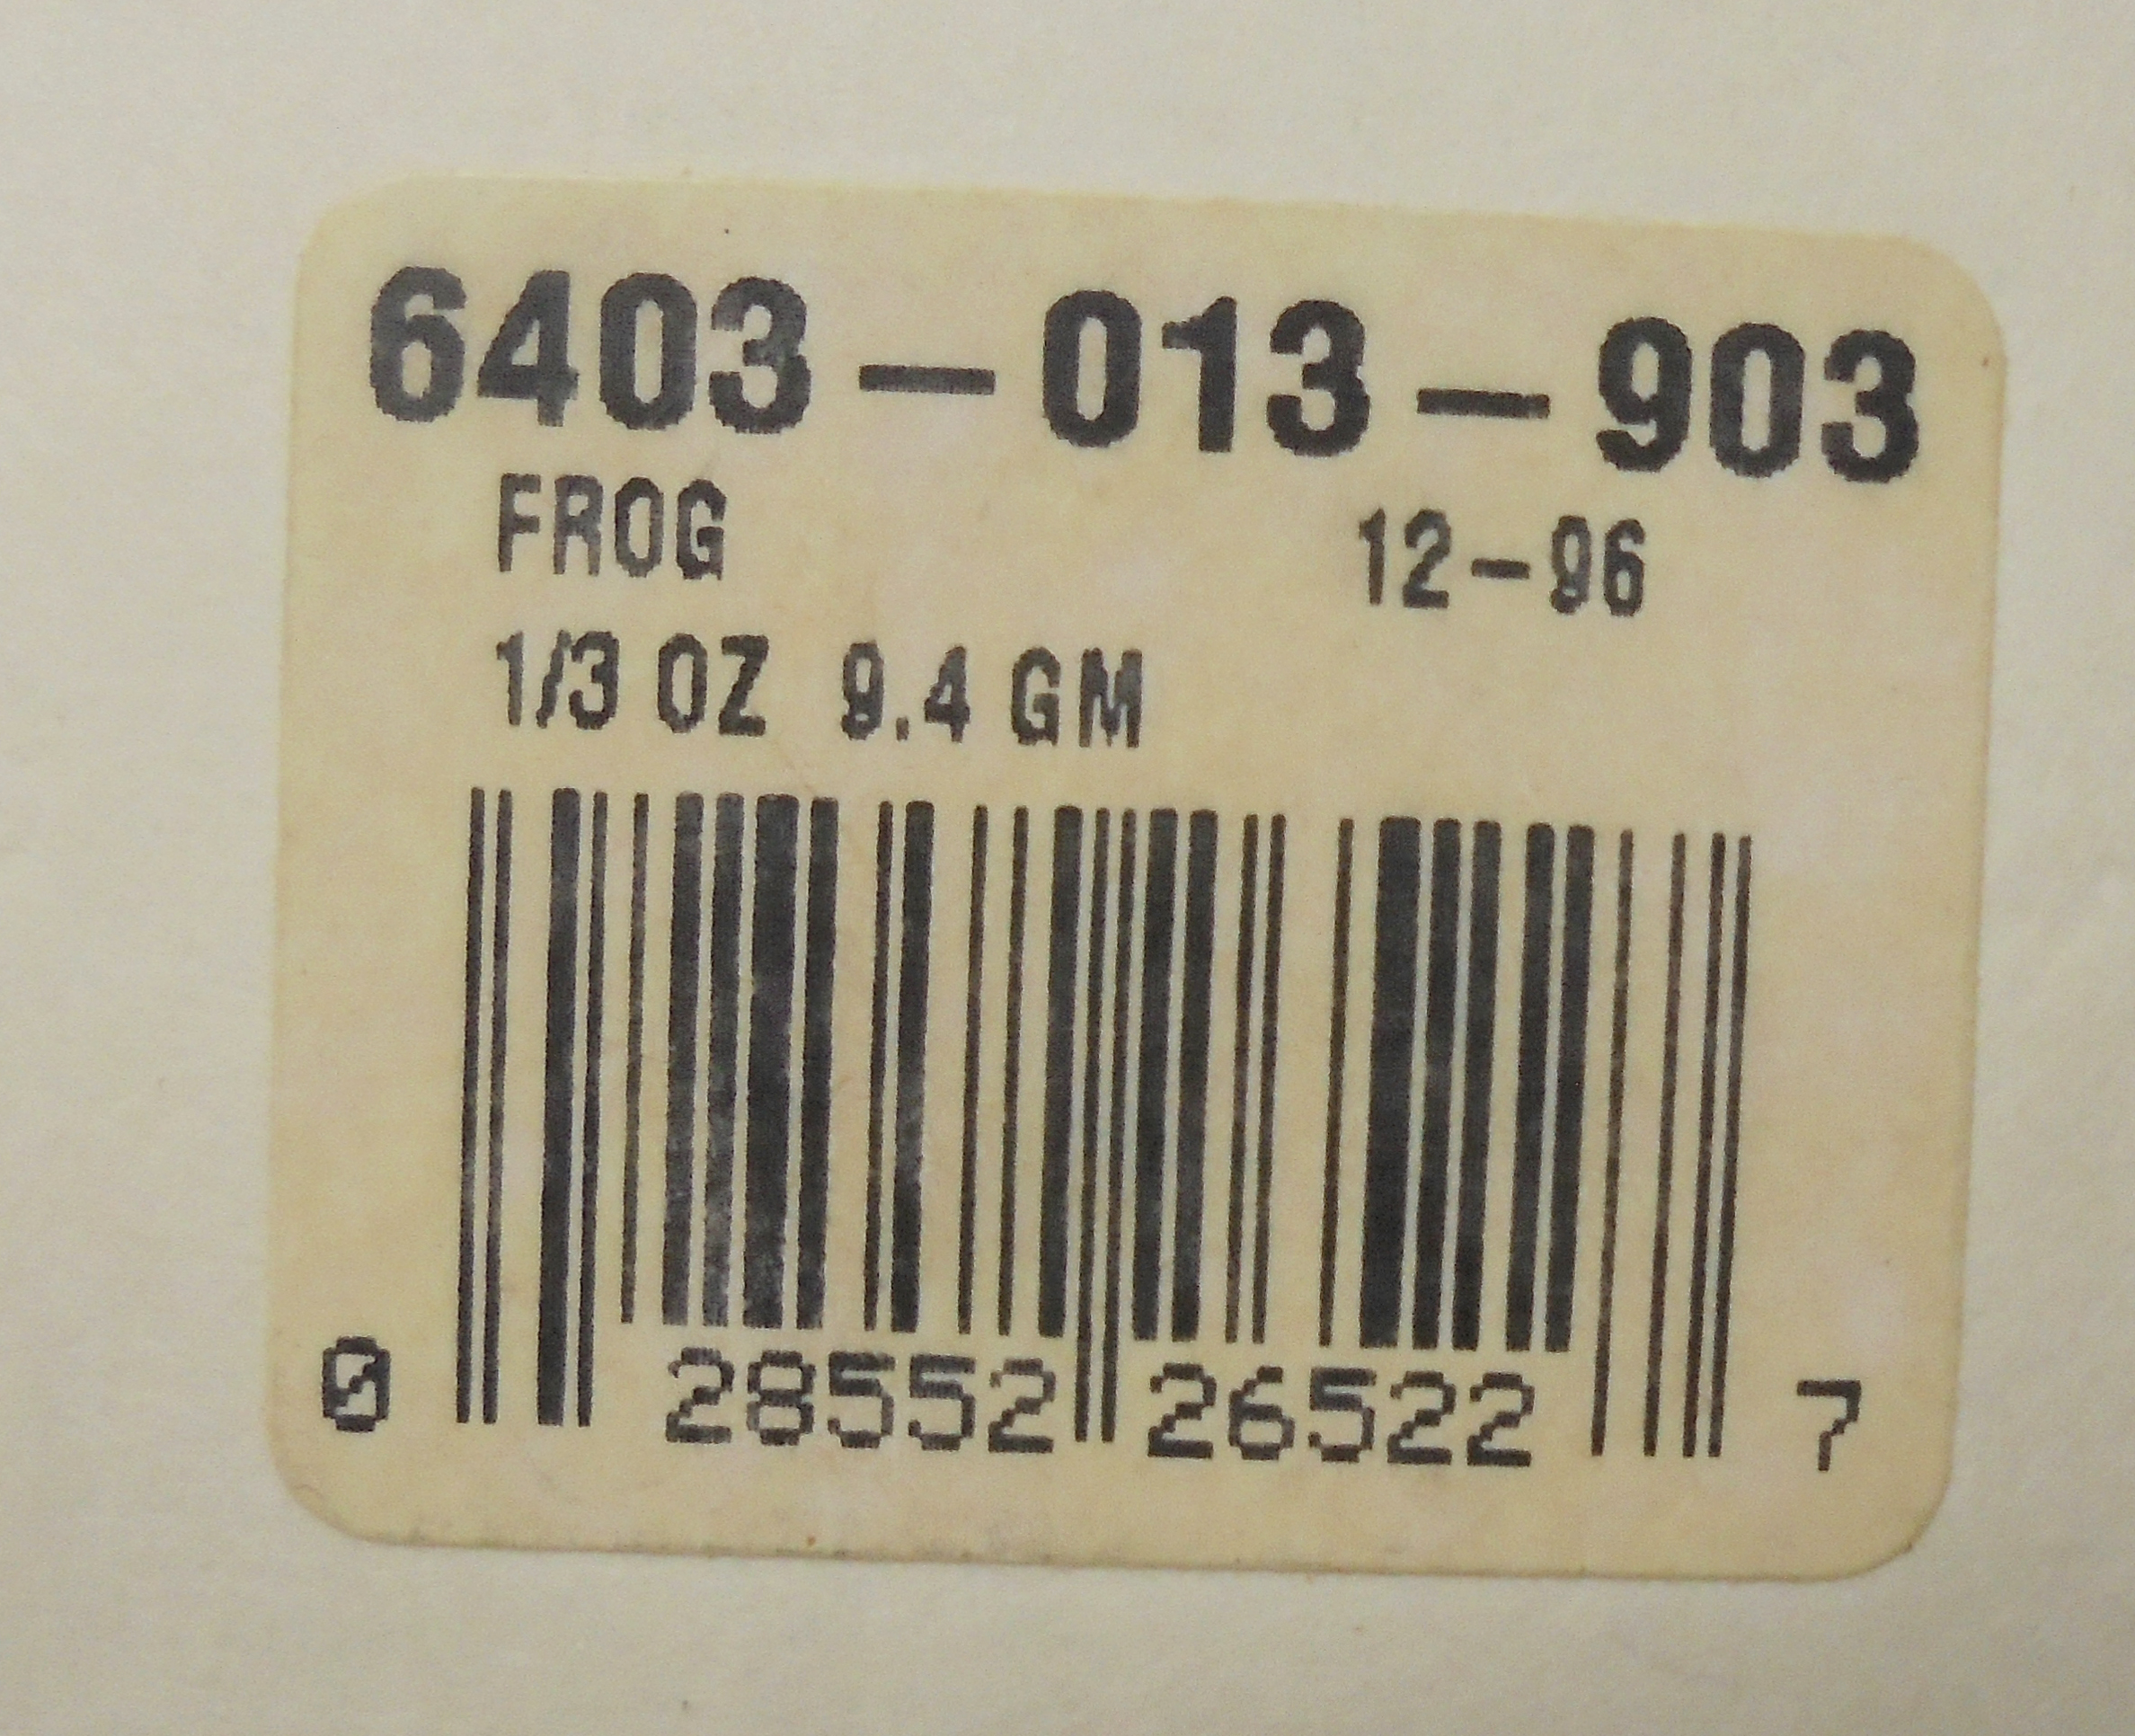 6403-013-903
FROG 12-96
1/3 OZ 9.4 GM
0 28552 26522 7